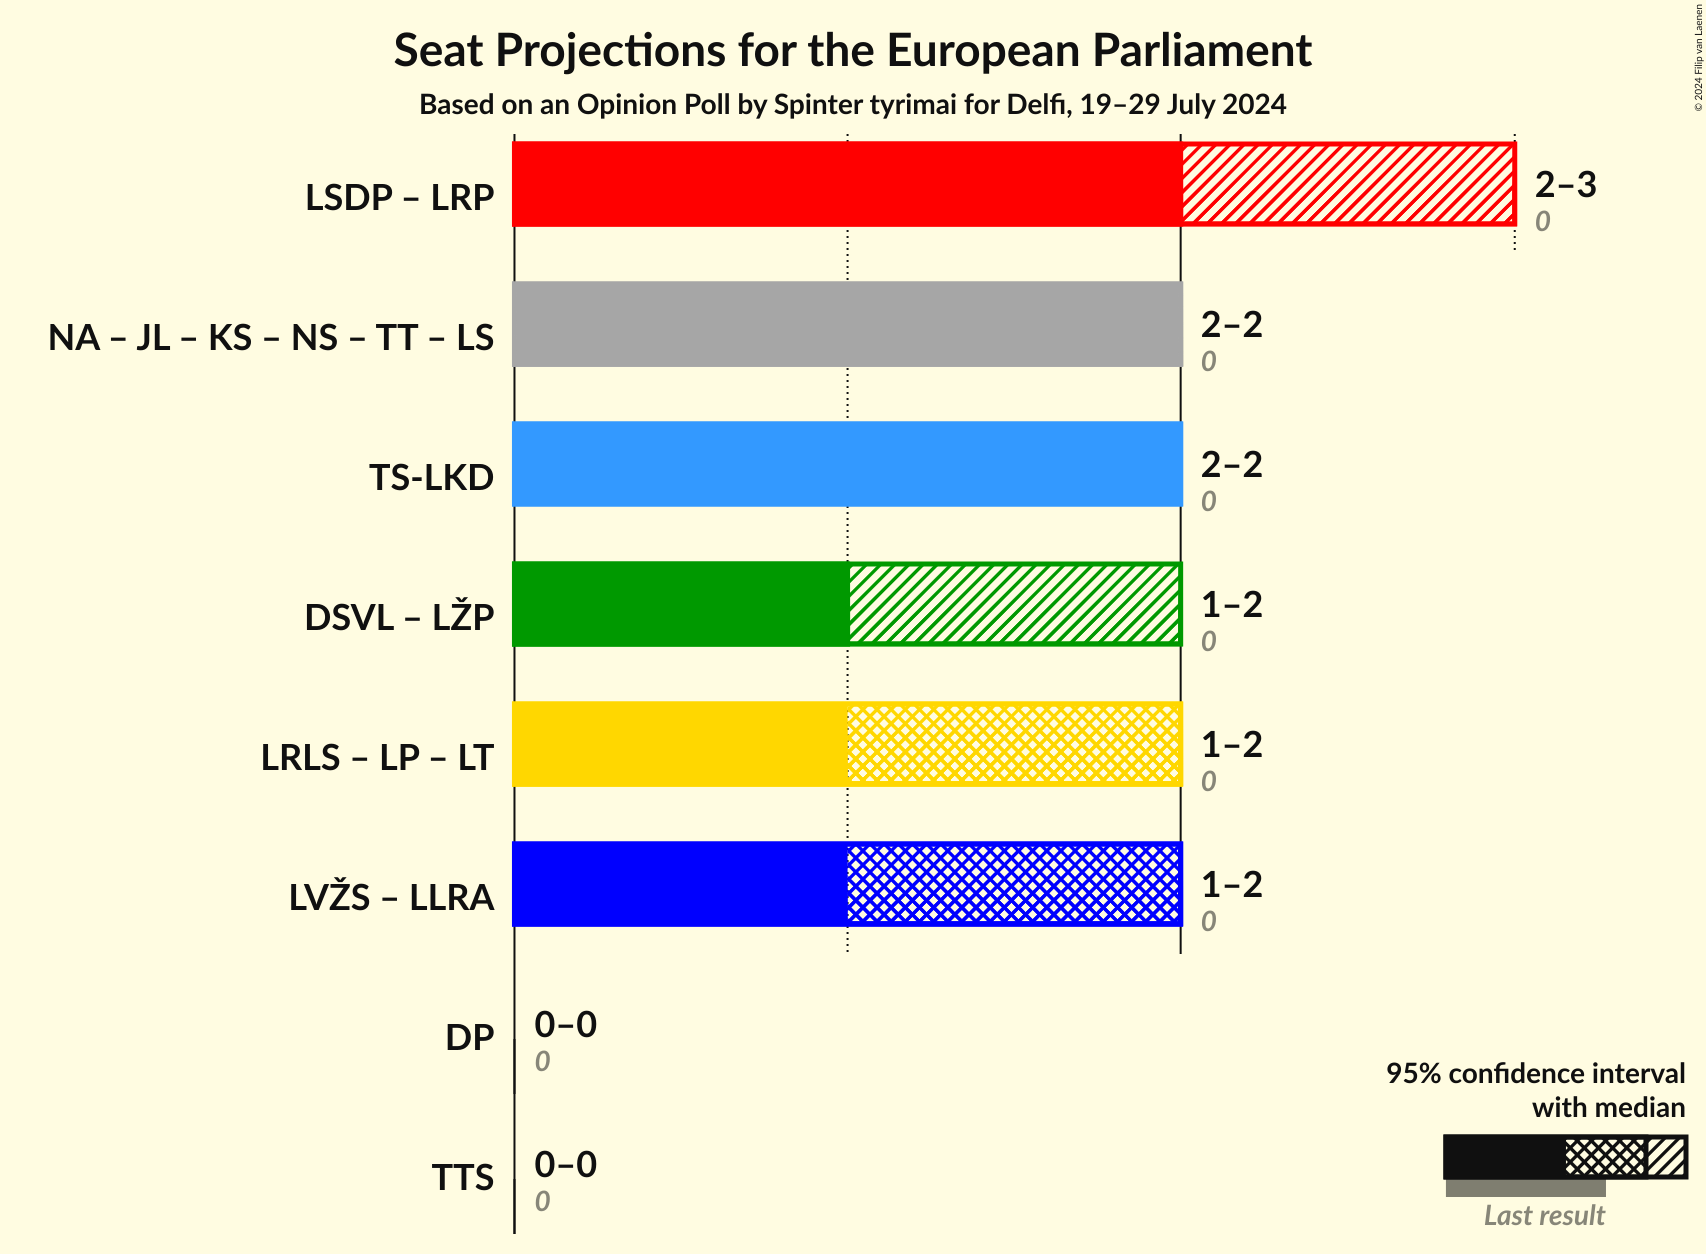 Seat Projections for the European Parliament
Based on an Opinion Poll by Spinter tyrimai for Delfi, 19–29 July 2024
© 2024 Filip van Laenen
LSDP – LRP
2–3
0
NA – JL – KS – NS – TT – LS
2–2
0
TS-LKD
2–2
0
DSVL – LŽP
1–2
0
LRLS – LP – LT
1–2
0
LVŽS – LLRA
1–2
0
DP
0–0
0
TTS
0–0
0
95% confidence interval
with median
Last result